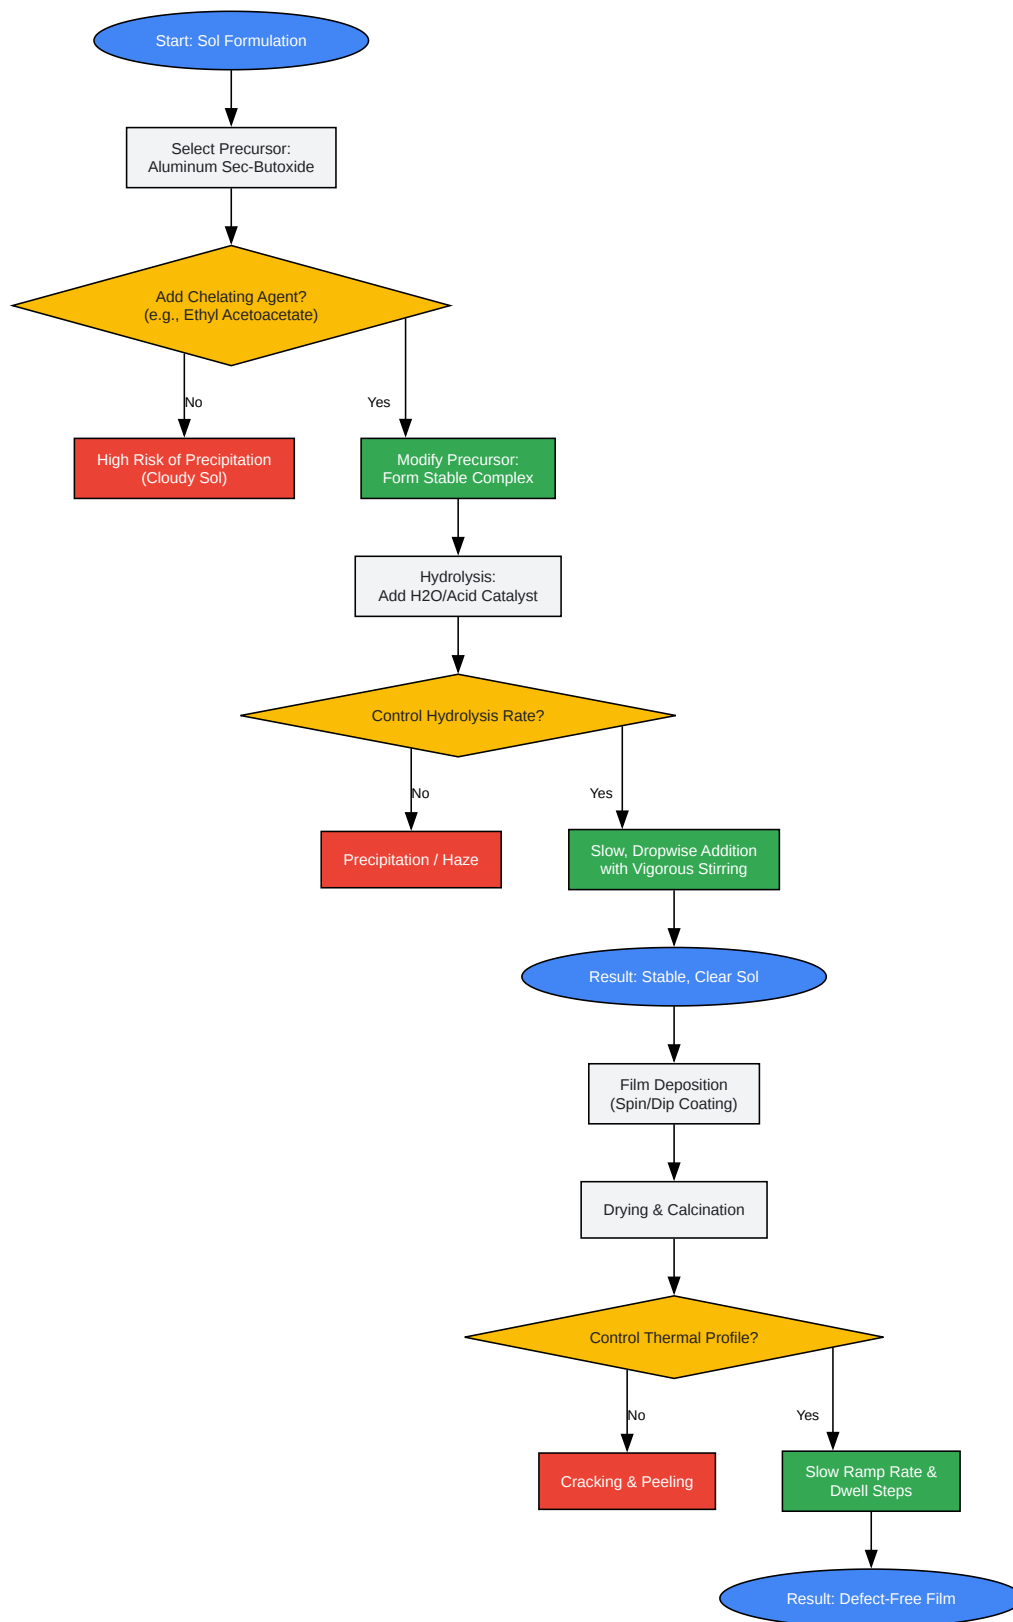 Start: Sol Formulation
Select Precursor:
Aluminum Sec-Butoxide
Add Chelating Agent?
(e.g., Ethyl Acetoacetate)
No
Yes
High Risk of Precipitation
(Cloudy Sol)
Modify Precursor:
Form Stable Complex
Hydrolysis:
Add H2O/Acid Catalyst
Control Hydrolysis Rate?
No
Yes
Precipitation / Haze
Slow, Dropwise Addition
with Vigorous Stirring
Result: Stable, Clear Sol
Film Deposition
(Spin/Dip Coating)
Drying & Calcination
Control Thermal Profile?
No
Yes
Cracking & Peeling
Slow Ramp Rate &
Dwell Steps
Result: Defect-Free Film